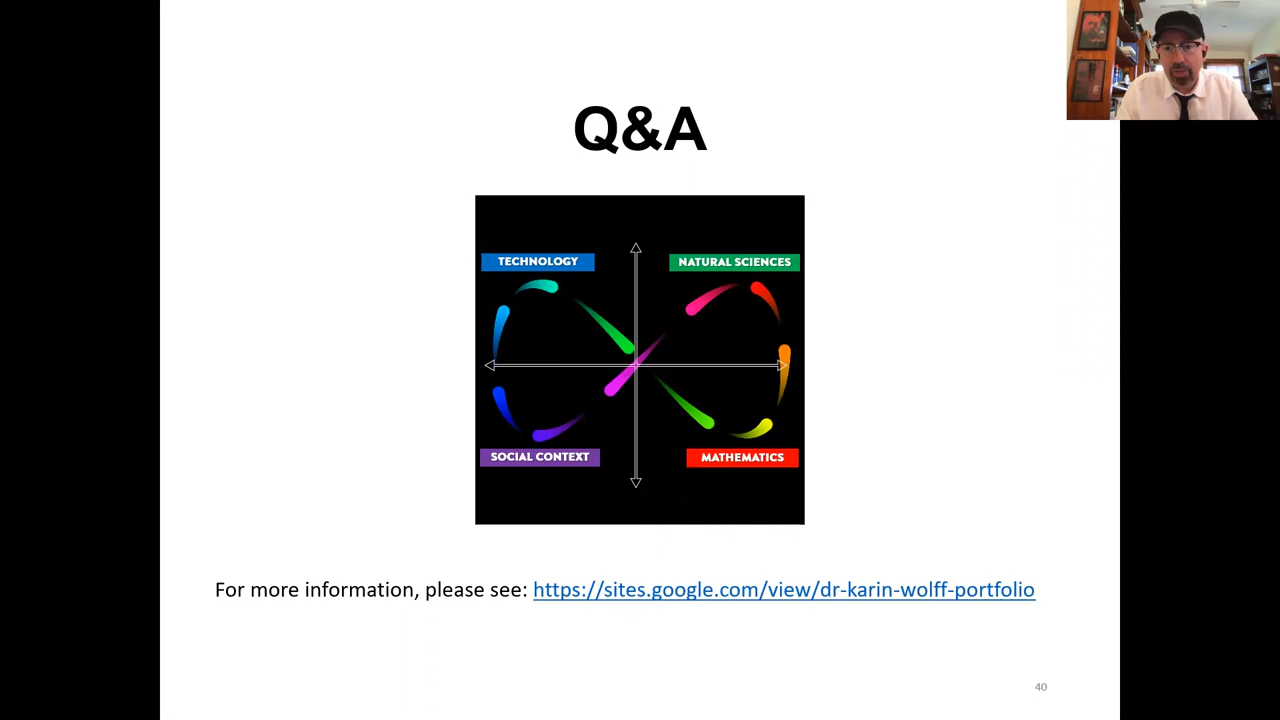 Q&A
TECHNOLOGY
NATURAL SCIENCES
SOCIAL CONTEXT
MATHEMATICS
For more information, please see: https://sites.google.com/view/dr-karin-wolff-portfolio
40